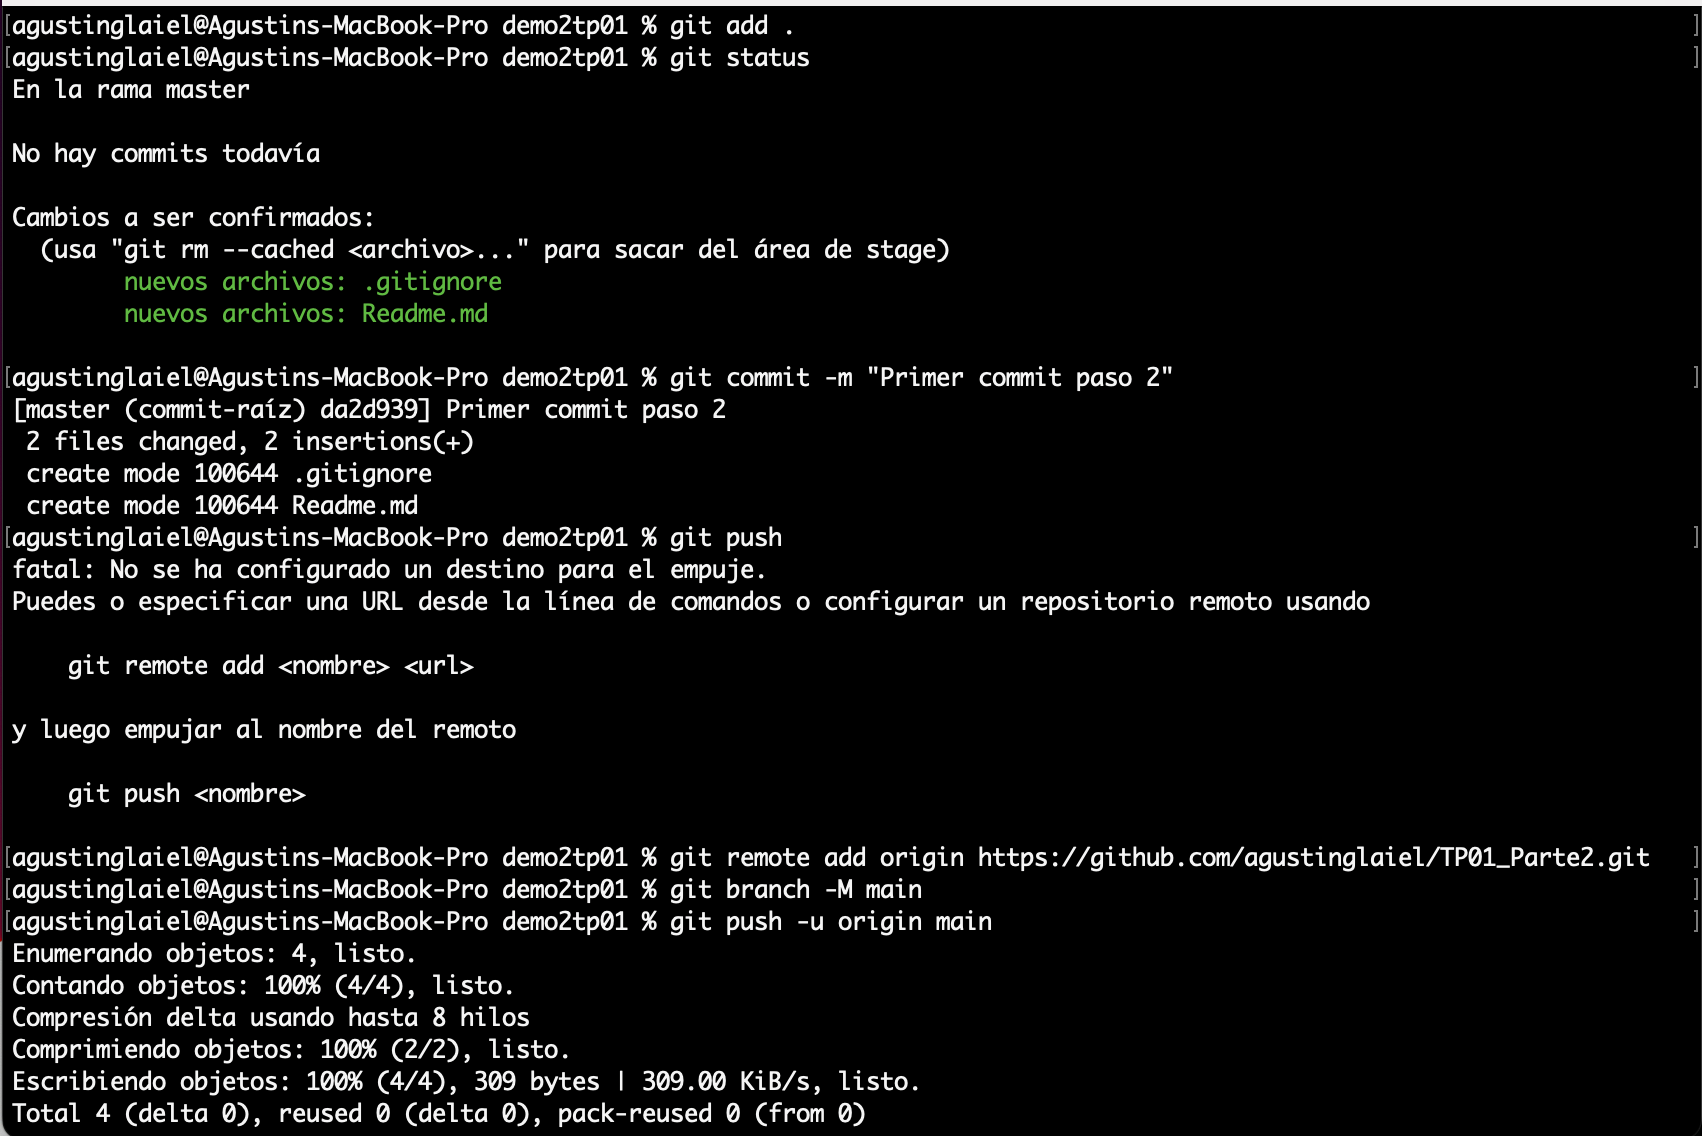 [agustinglaiel@Agustins-MacBook-Pro demo2tp01 % git add . ]
[agustinglaiel@Agustins-MacBook-Pro demo2tp01 % git status ]
En la rama master
No hay commits todavía
Cambios a ser confirmados:
  (usa "git rm --cached <archivo>..." para sacar del área de stage)
        nuevos archivos: .gitignore
        nuevos archivos: Readme.md
[agustinglaiel@Agustins-MacBook-Pro demo2tp01 % git commit -m "Primer commit paso 2" ]
[master (commit-raíz) da2d939] Primer commit paso 2
 2 files changed, 2 insertions(+)
 create mode 100644 .gitignore
 create mode 100644 Readme.md
[agustinglaiel@Agustins-MacBook-Pro demo2tp01 % git push ]
fatal: No se ha configurado un destino para el empuje.
Puedes o especificar una URL desde la línea de comandos o configurar un repositorio remoto usando
    git remote add <nombre> <url>
y luego empujar al nombre del remoto
    git push <nombre>
[agustinglaiel@Agustins-MacBook-Pro demo2tp01 % git remote add origin https://github.com/agustinglaiel/TP01_Parte2.git ]
[agustinglaiel@Agustins-MacBook-Pro demo2tp01 % git branch -M main ]
[agustinglaiel@Agustins-MacBook-Pro demo2tp01 % git push -u origin main ]
Enumerando objetos: 4, listo.
Contando objetos: 100% (4/4), listo.
Compresión delta usando hasta 8 hilos
Comprimiendo objetos: 100% (2/2), listo.
Escribiendo objetos: 100% (4/4), 309 bytes | 309.00 KiB/s, listo.
Total 4 (delta 0), reused 0 (delta 0), pack-reused 0 (from 0)